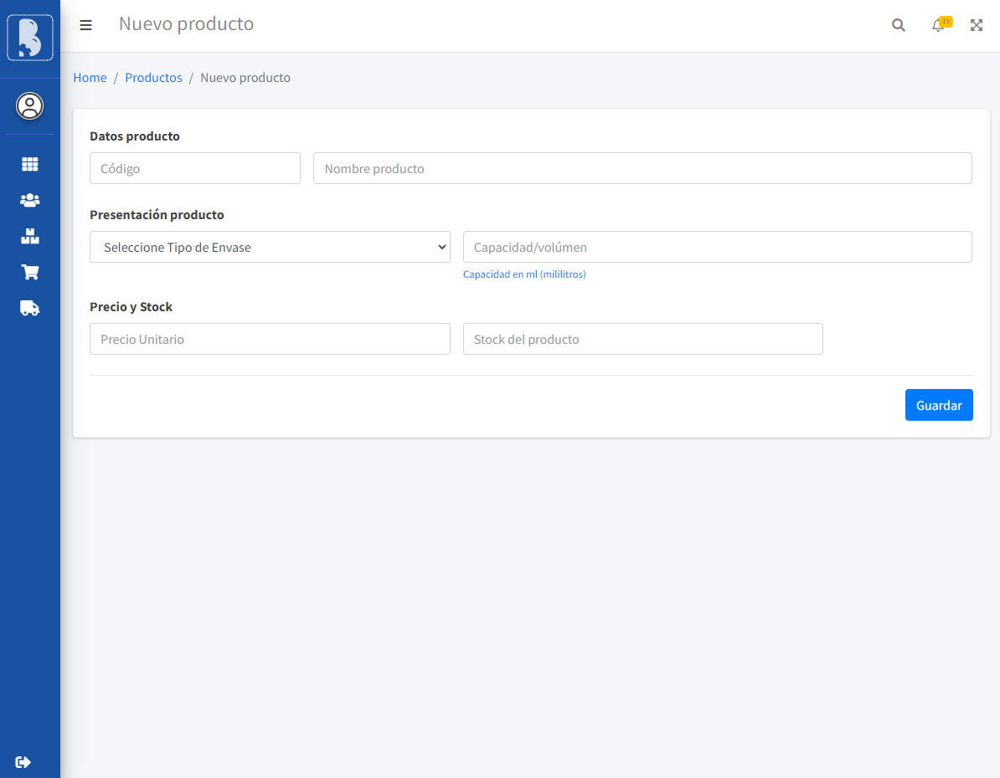 Nuevo producto
15
Home / Productos / Nuevo producto
Datos producto
Código
Nombre producto
Presentación producto
Seleccione Tipo de Envase
Capacidad/volúmen
Capacidad en ml (mililitros)
Precio y Stock
Precio Unitario
Stock del producto
Guardar